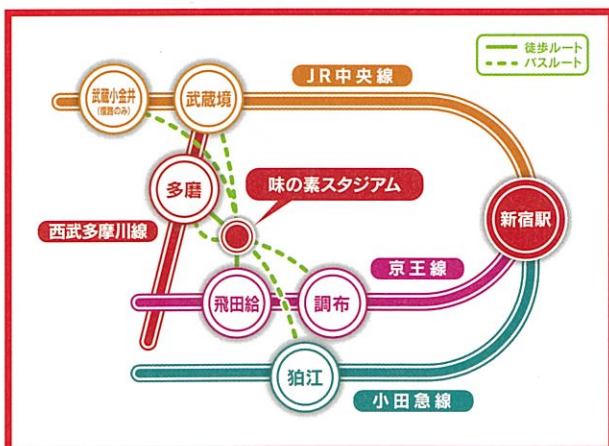 徒歩ルート
バスルート
JR中央線
武蔵小金井
(復路のみ)
武蔵境
多磨
味の素スタジアム
新宿駅
西武多摩川線
京王線
飛田給
調布
狛江
小田急線